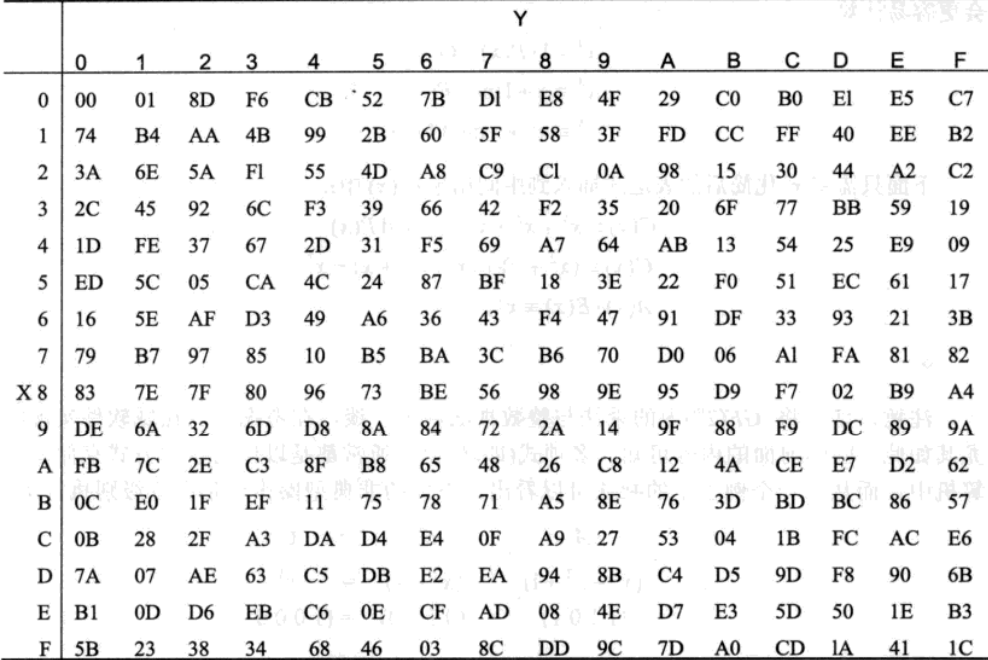 Y
0 1 2 3 4 5 6 7 8 9 A B C D E F
0 00 01 8D F6 CB 52 7B D1 E8 4F 29 C0 B0 E1 E5 C7
1 74 B4 AA 4B 99 2B 60 5F 58 3F FD CC FF 40 EE B2
2 3A 6E 5A F1 55 4D A8 C9 C1 0A 98 15 30 44 A2 C2
3 2C 45 92 6C F3 39 66 42 F2 35 20 6F 77 BB 59 19
4 1D FE 37 67 2D 31 F5 69 A7 64 AB 13 54 25 E9 09
5 ED 5C 05 CA 4C 24 87 BF 18 3E 22 F0 51 EC 61 17
6 16 5E AF D3 49 A6 36 43 F4 47 91 DF 33 93 21 3B
7 79 B7 97 85 10 B5 BA 3C B6 70 D0 06 A1 FA 81 82
X 8 83 7E 7F 80 96 73 BE 56 98 9E 95 D9 F7 02 B9 A4
9 DE 6A 32 6D D8 8A 84 72 2A 14 9F 88 F9 DC 89 9A
A FB 7C 2E C3 8F B8 65 48 26 C8 12 4A CE E7 D2 62
B 0C E0 1F EF 11 75 78 71 A5 8E 76 3D BD BC 86 57
C 0B 28 2F A3 DA D4 E4 0F A9 27 53 04 1B FC AC E6
D 7A 07 AE 63 C5 DB E2 EA 94 8B C4 D5 9D F8 90 6B
E B1 0D D6 EB C6 0E CF AD 08 4E D7 E3 5D 50 1E B3
F 5B 23 38 34 68 46 03 8C DD 9C 7D A0 CD 1A 41 1C